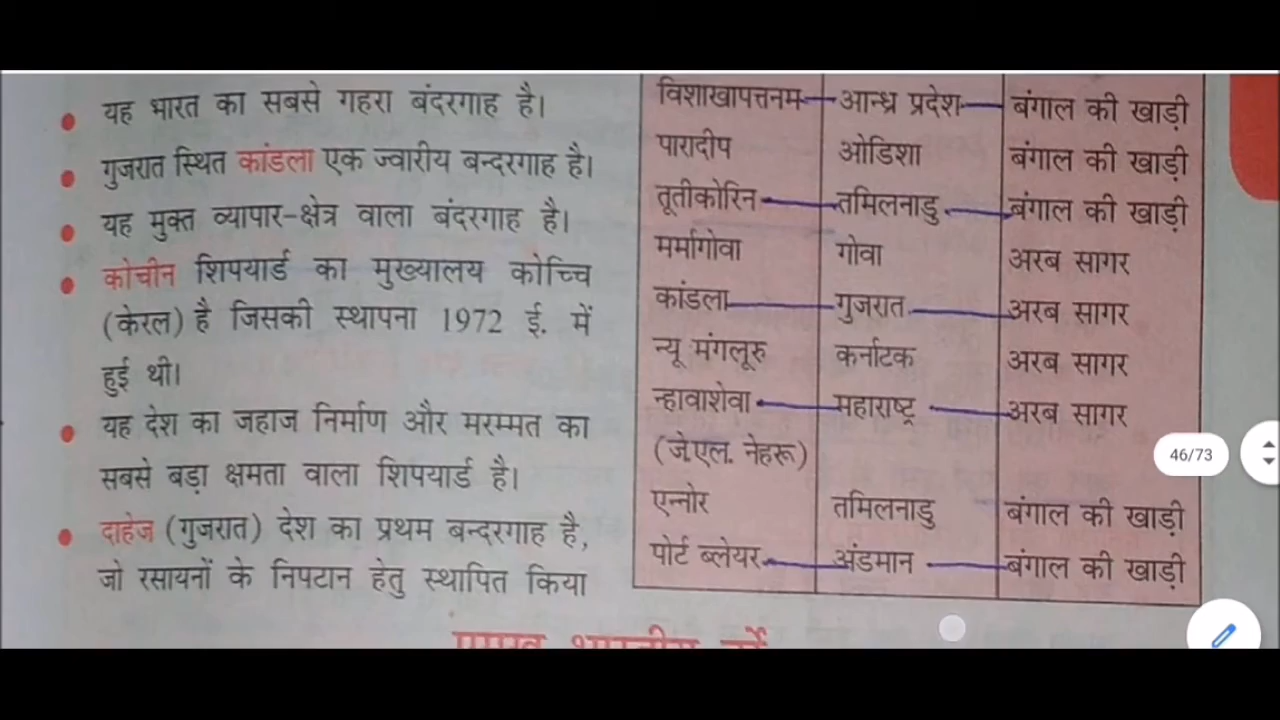 यह भारत का सबसे गहरा बंदरगाह है।
गुजरात स्थित कांडला एक ज्वारीय बन्दरगाह है।
यह मुक्त व्यापार-क्षेत्र वाला बंदरगाह है।
कोचीन शिपयार्ड का मुख्यालय कोच्चि
(केरल) है जिसकी स्थापना 1972 ई. में
हुई थी।
यह देश का जहाज निर्माण और मरम्मत का
सबसे बड़ा क्षमता वाला शिपयार्ड है।
दाहेज (गुजरात) देश का प्रथम बन्दरगाह है,
जो रसायनों के निपटान हेतु स्थापित किया
विशाखापत्तनम आन्ध्र प्रदेश बंगाल की खाड़ी
पारादीप ओडिशा बंगाल की खाड़ी
तूतीकोरिन तमिलनाडु बंगाल की खाड़ी
मर्मागोवा गोवा अरब सागर
कांडला गुजरात अरब सागर
न्यू मंगलूरु कर्नाटक अरब सागर
न्हावाशेवा महाराष्ट्र अरब सागर
(जे.एल. नेहरू)
एन्नोर तमिलनाडु बंगाल की खाड़ी
पोर्ट ब्लेयर अंडमान बंगाल की खाड़ी
46/73